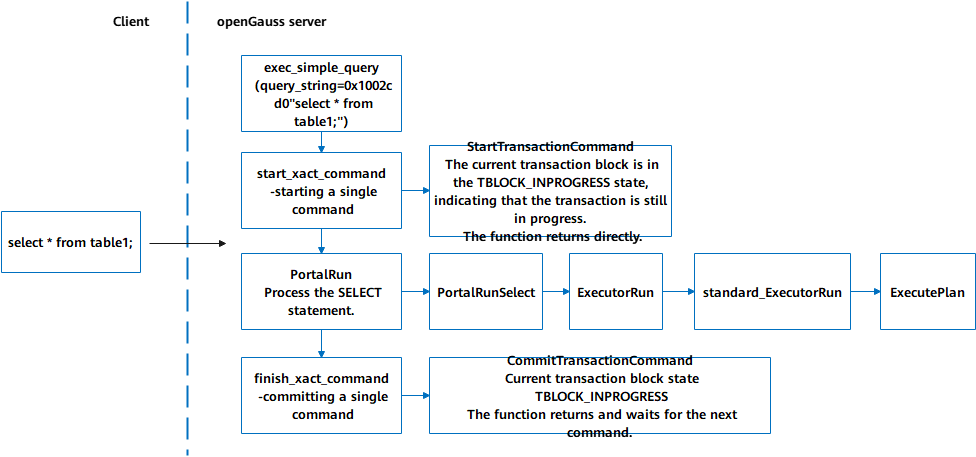 Client
openGauss server
exec_simple_query
(query_string=0x1002c
d0"select * from
table1;")
start_xact_command
-starting a single
command
StartTransactionCommand
The current transaction block is in
the TBLOCK_INPROGRESS state,
indicating that the transaction is still
in progress.
The function returns directly.
select * from table1;
PortalRun
Process the SELECT
statement.
PortalRunSelect
ExecutorRun
standard_ExecutorRun
ExecutePlan
finish_xact_command
-committing a single
command
CommitTransactionCommand
Current transaction block state
TBLOCK_INPROGRESS
The function returns and waits for the next
command.